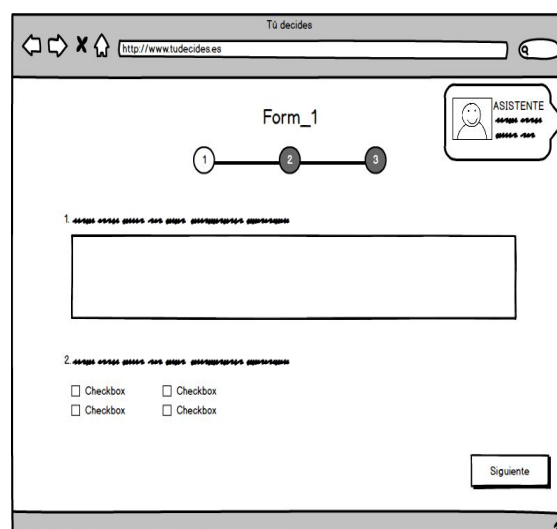 Tú decides
http://www.tudecides.es
ASISTENTE
Form_1
1 2 3
1.
2.
Checkbox Checkbox
Checkbox Checkbox
Siguiente